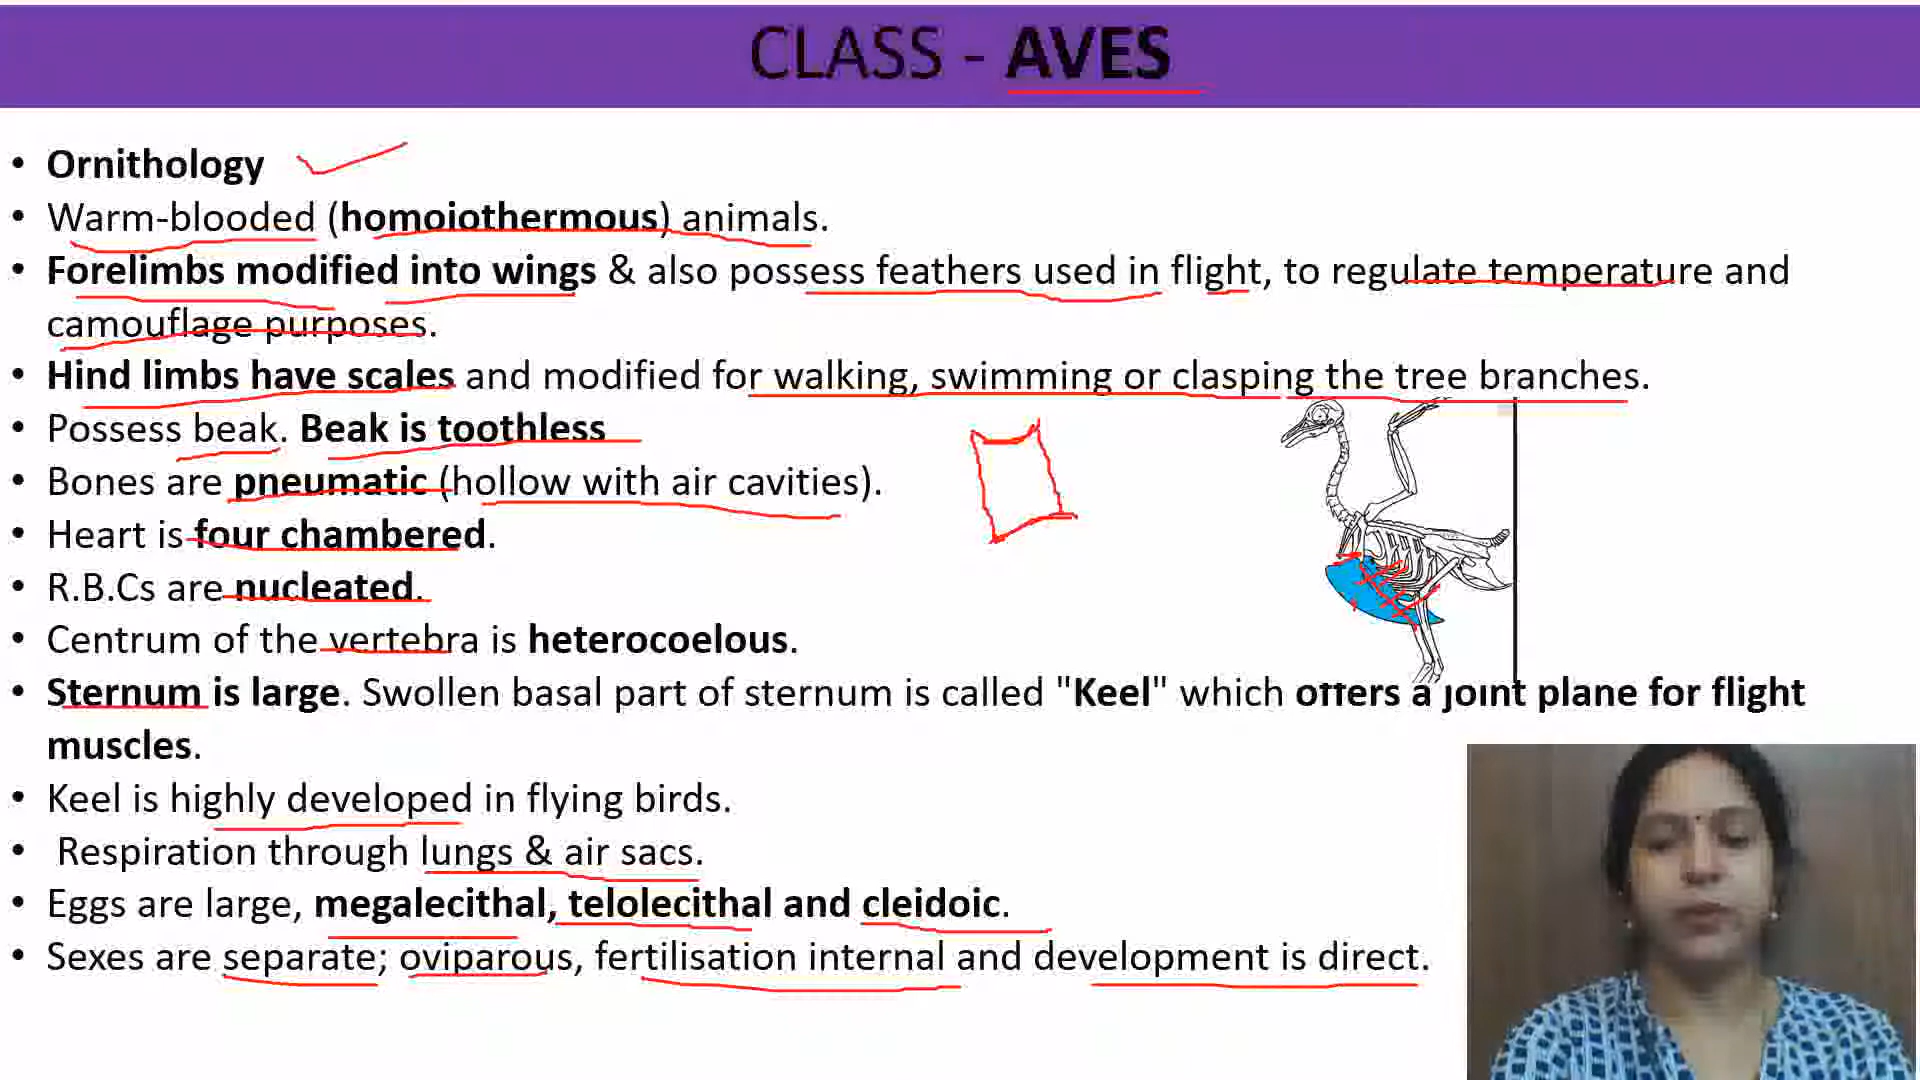 CLASS - AVES
• Ornithology
• Warm-blooded (homoiothermous) animals.
• Forelimbs modified into wings & also possess feathers used in flight, to regulate temperature and
camouflage purposes.
• Hind limbs have scales and modified for walking, swimming or clasping the tree branches.
• Possess beak. Beak is toothless
• Bones are pneumatic (hollow with air cavities).
• Heart is four chambered.
• R.B.Cs are nucleated.
• Centrum of the vertebra is heterocoelous.
• Sternum is large. Swollen basal part of sternum is called "Keel" which offers a joint plane for flight
muscles.
• Keel is highly developed in flying birds.
• Respiration through lungs & air sacs.
• Eggs are large, megalecithal, telolecithal and cleidoic.
• Sexes are separate; oviparous, fertilisation internal and development is direct.